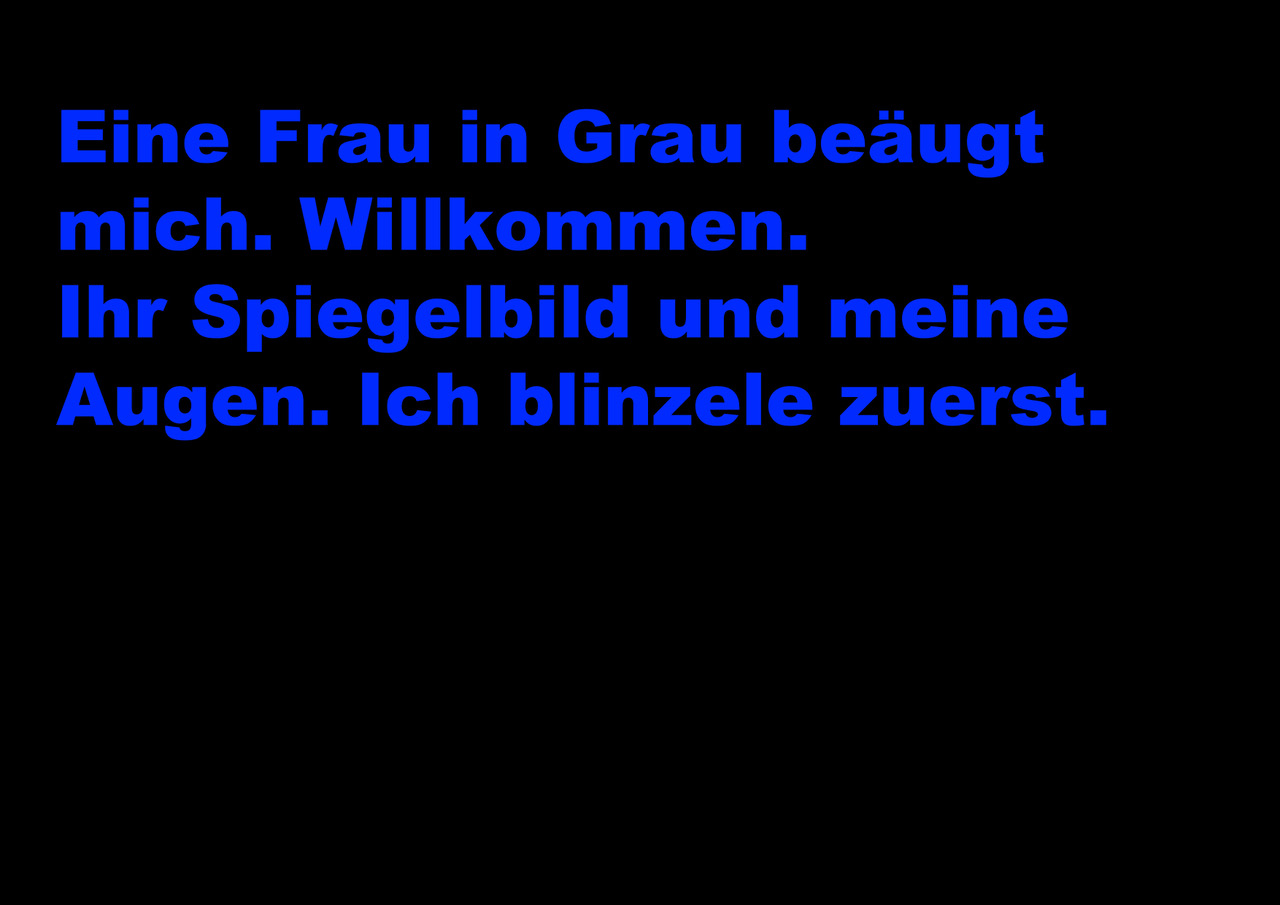 Eine Frau in Grau beäugt
mich. Willkommen.
Ihr Spiegelbild und meine
Augen. Ich blinzele zuerst.